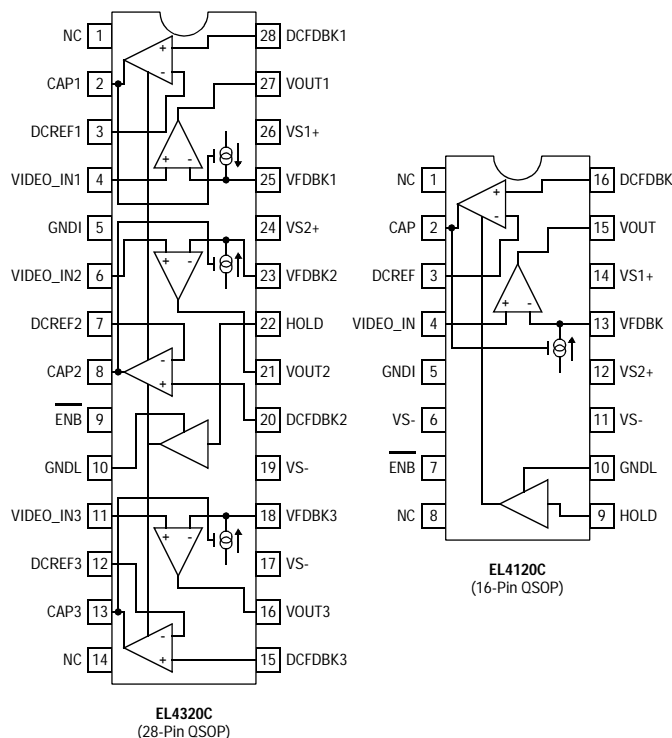 NC 1
CAP1 2
DCREF1 3
VIDEO_IN1 4
GNDI 5
VIDEO_IN2 6
DCREF2 7
CAP2 8
ENB 9
GNDL 10
VIDEO_IN3 11
DCREF3 12
CAP3 13
NC 14
28 DCFDBK1
27 VOUT1
26 VS1+
25 VFDBK1
24 VS2+
23 VFDBK2
22 HOLD
21 VOUT2
20 DCFDBK2
19 VS-
18 VFDBK3
17 VS-
16 VOUT3
15 DCFDBK3
+
-
+ -
+ -
-
+
+ -
-
+
EL4320C
(28-Pin QSOP)
NC 1
CAP 2
DCREF 3
VIDEO_IN 4
GNDI 5
VS- 6
ENB 7
NC 8
16 DCFDBK
15 VOUT
14 VS1+
13 VFDBK
12 VS2+
11 VS-
10 GNDL
9 HOLD
+
-
+ -
EL4120C
(16-Pin QSOP)